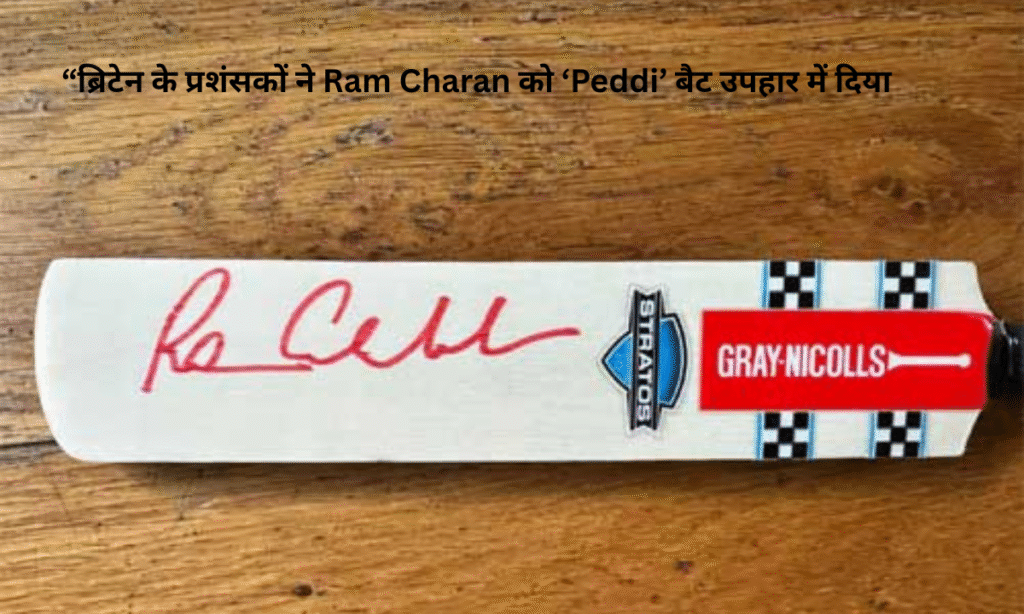 “ब्रिटेन के प्रशंसकों ने Ram Charan को ‘Peddi’ बैट उपहार में दिया
STRATOS
GRAY-NICOLLS